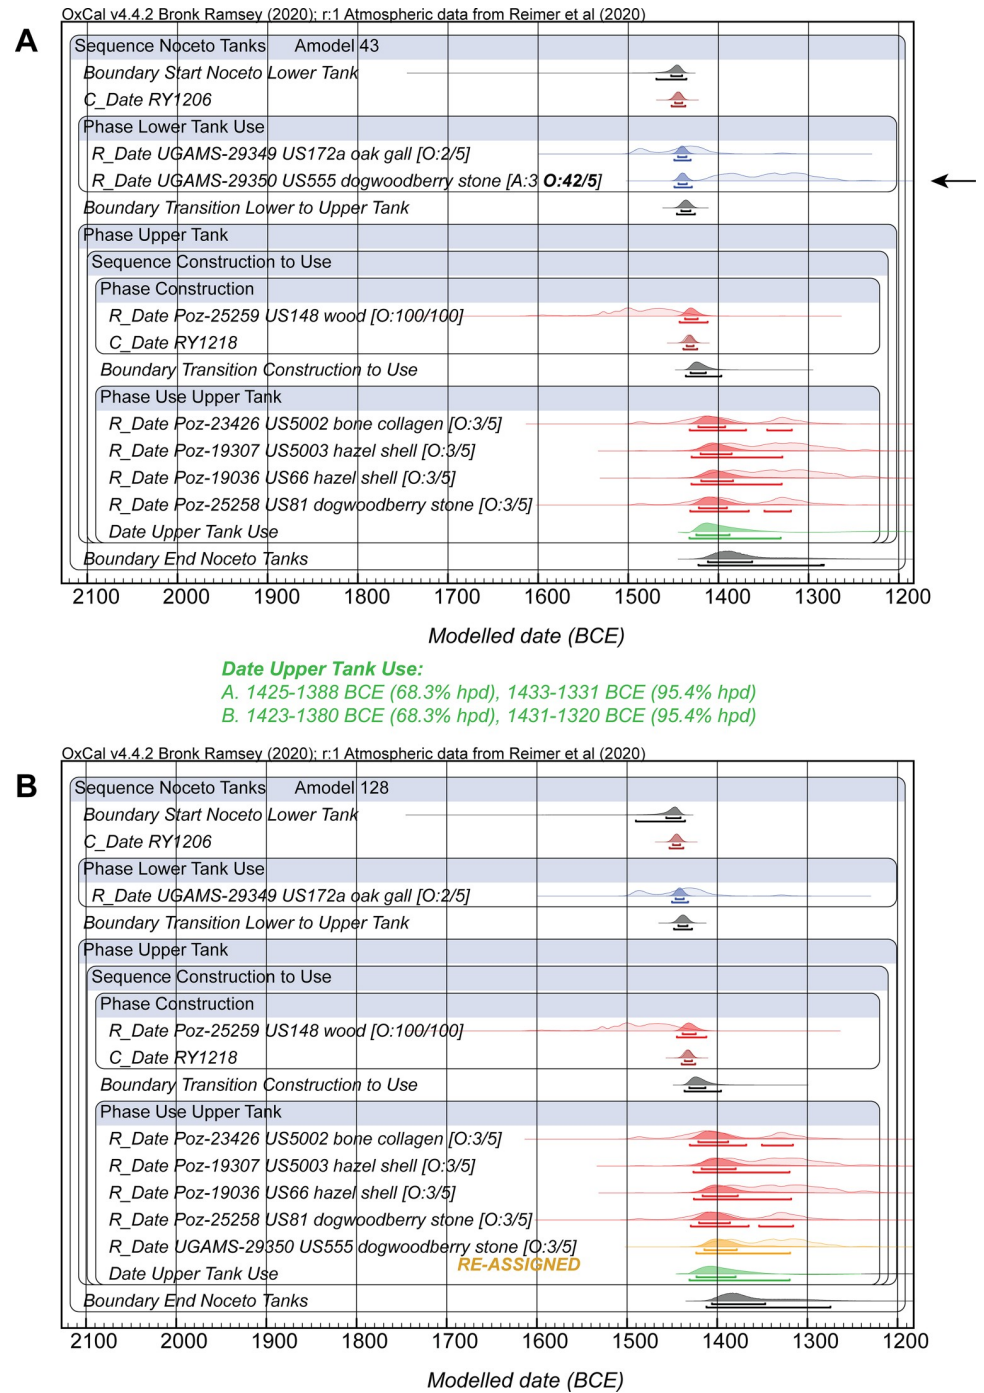 OxCal v4.4.2 Bronk Ramsey (2020); r:1 Atmospheric data from Reimer et al (2020)
A
Sequence Noceto Tanks Amodel 43
Boundary Start Noceto Lower Tank
C_Date RY1206
Phase Lower Tank Use
R_Date UGAMS-29349 US172a oak gall [O:2/5]
R_Date UGAMS-29350 US555 dogwoodberry stone [A:3 O:42/5]
Boundary Transition Lower to Upper Tank
Phase Upper Tank
Sequence Construction to Use
Phase Construction
R_Date Poz-25259 US148 wood [O:100/100]
C_Date RY1218
Boundary Transition Construction to Use
Phase Use Upper Tank
R_Date Poz-23426 US5002 bone collagen [O:3/5]
R_Date Poz-19307 US5003 hazel shell [O:3/5]
R_Date Poz-19036 US66 hazel shell [O:3/5]
R_Date Poz-25258 US81 dogwoodberry stone [O:3/5]
Date Upper Tank Use
Boundary End Noceto Tanks
2100 2000 1900 1800 1700 1600 1500 1400 1300 1200
Modelled date (BCE)
Date Upper Tank Use:
A. 1425-1388 BCE (68.3% hpd), 1433-1331 BCE (95.4% hpd)
B. 1423-1380 BCE (68.3% hpd), 1431-1320 BCE (95.4% hpd)
OxCal v4.4.2 Bronk Ramsey (2020); r:1 Atmospheric data from Reimer et al (2020)
B
Sequence Noceto Tanks Amodel 128
Boundary Start Noceto Lower Tank
C_Date RY1206
Phase Lower Tank Use
R_Date UGAMS-29349 US172a oak gall [O:2/5]
Boundary Transition Lower to Upper Tank
Phase Upper Tank
Sequence Construction to Use
Phase Construction
R_Date Poz-25259 US148 wood [O:100/100]
C_Date RY1218
Boundary Transition Construction to Use
Phase Use Upper Tank
R_Date Poz-23426 US5002 bone collagen [O:3/5]
R_Date Poz-19307 US5003 hazel shell [O:3/5]
R_Date Poz-19036 US66 hazel shell [O:3/5]
R_Date Poz-25258 US81 dogwoodberry stone [O:3/5]
R_Date UGAMS-29350 US555 dogwoodberry stone [O:3/5]
RE-ASSIGNED
Date Upper Tank Use
Boundary End Noceto Tanks
2100 2000 1900 1800 1700 1600 1500 1400 1300 1200
Modelled date (BCE)